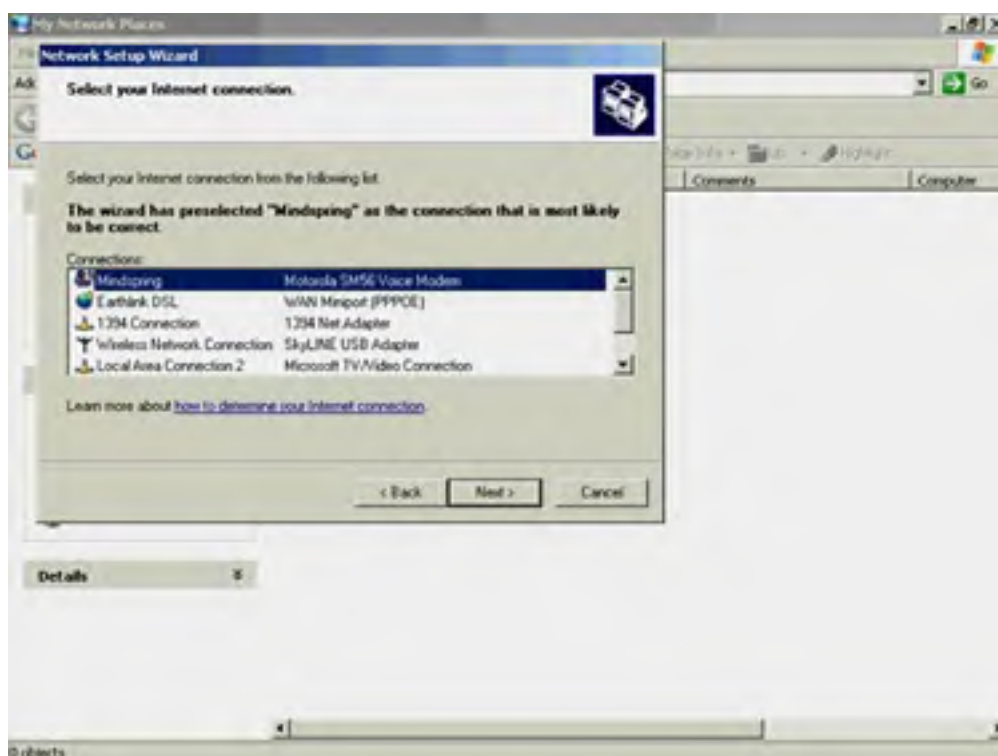 My Network Places
Network Setup Wizard
Go
Select your Internet connection.
Select your Internet connection from the following list.
The wizard has preselected "Mindspring" as the connection that is most likely
to be correct.
Comments Computer
Connections:
Mindspring Motorola SM56 Voice Modem
Earthlink DSL WAN Miniport (PPPOE)
1394 Connection 1394 Net Adapter
Wireless Network Connection SkyLINE USB Adapter
Local Area Connection 2 Microsoft TV/Video Connection
Learn more about how to determine your Internet connection.
< Back Next > Cancel
Details
0 objects